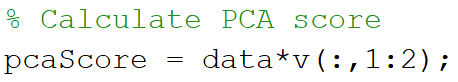 % Calculate PCA score
pcaScore = data*v(:,1:2);